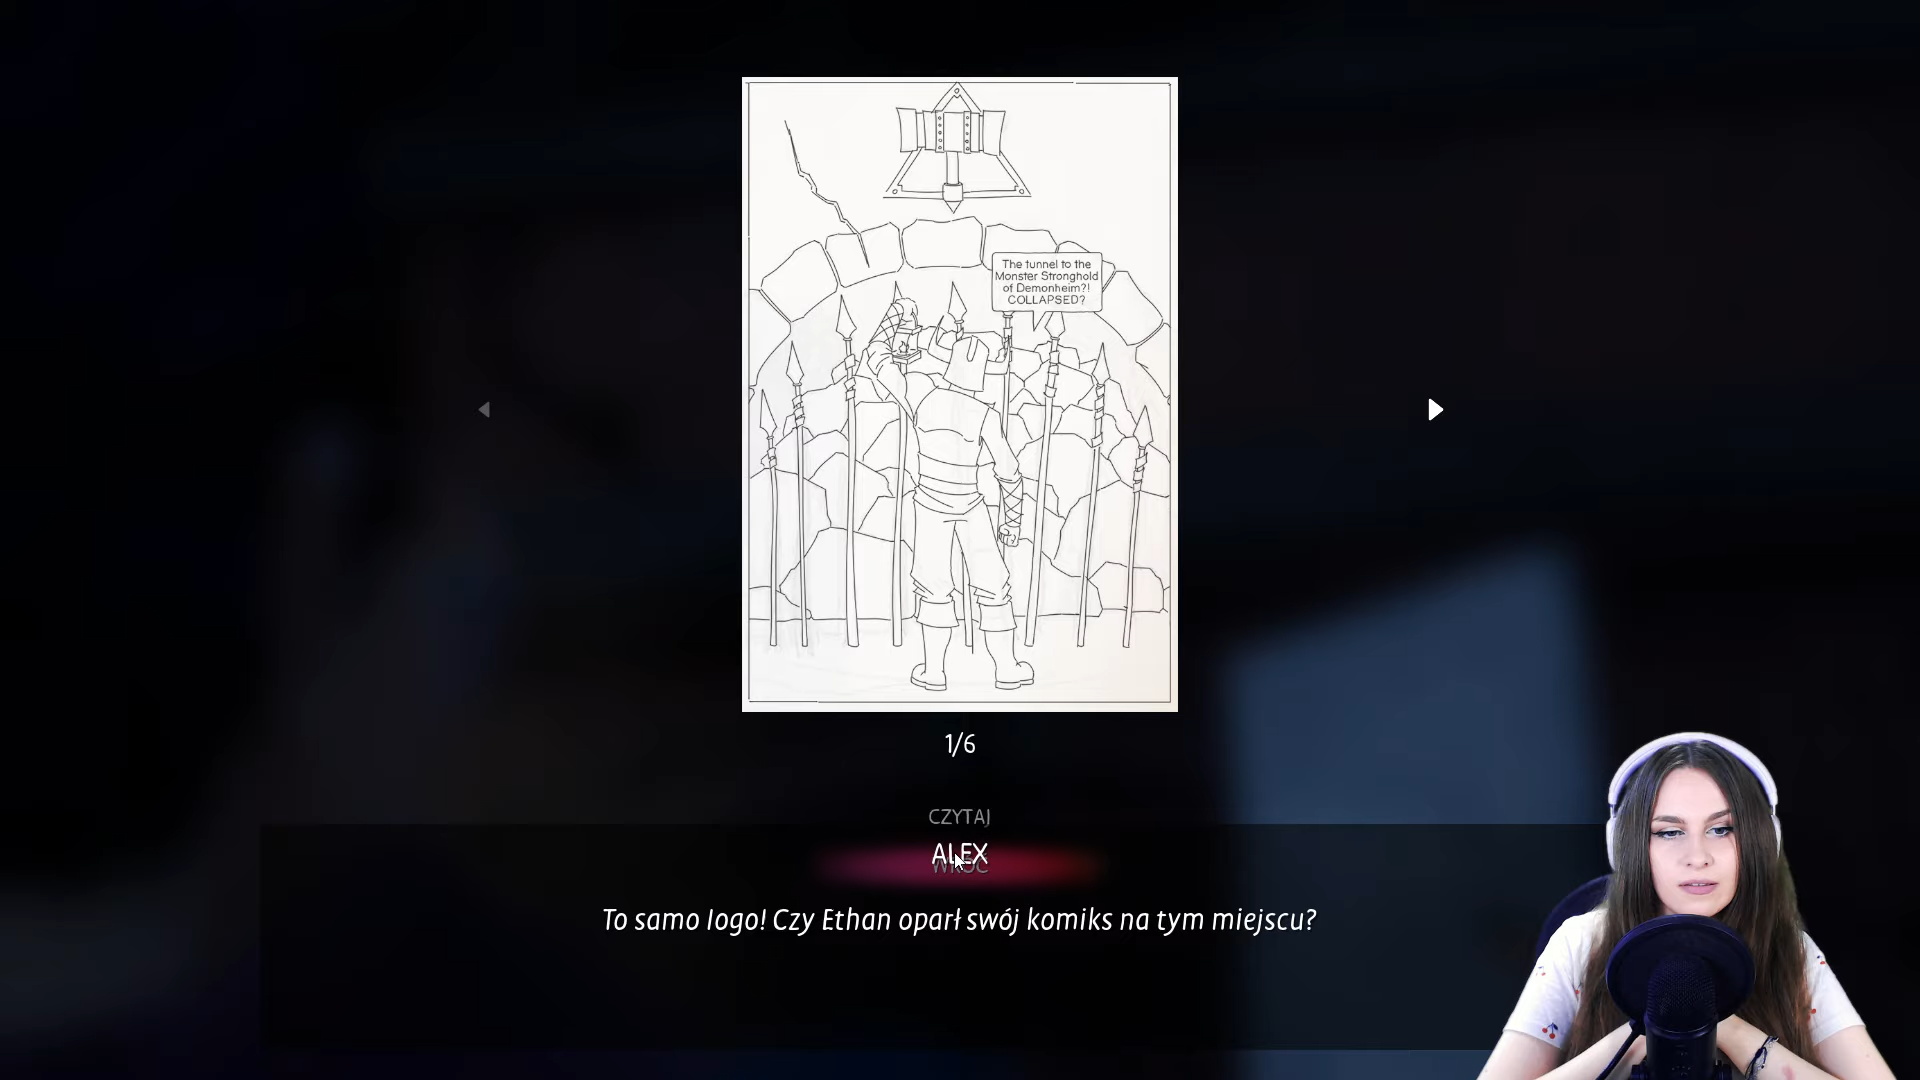 The tunnel to the
Monster Stronghold
of Demonheim?!
COLLAPSED?
1/6
CZYTAJ
ALEX
WRÓĆ
To samo logo! Czy Ethan oparł swój komiks na tym miejscu?